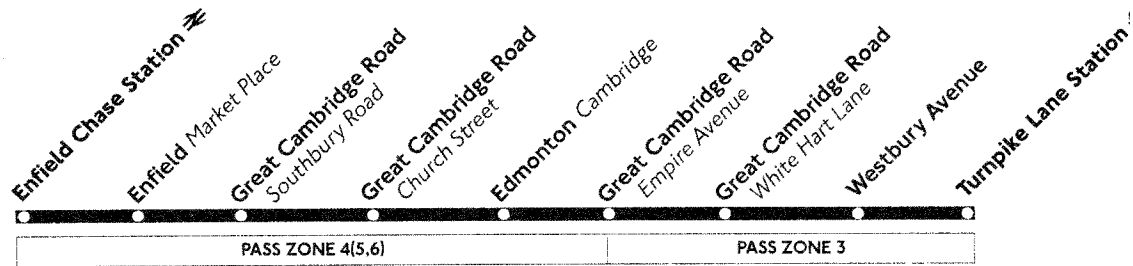 Enfield Chase Station
Enfield Market Place
Great Cambridge Road
Southbury Road
Great Cambridge Road
Church Street
Edmonton Cambridge
Great Cambridge Road
Empire Avenue
Great Cambridge Road
White Hart Lane
Westbury Avenue
Turnpike Lane Station
PASS ZONE 4(5,6)
PASS ZONE 3